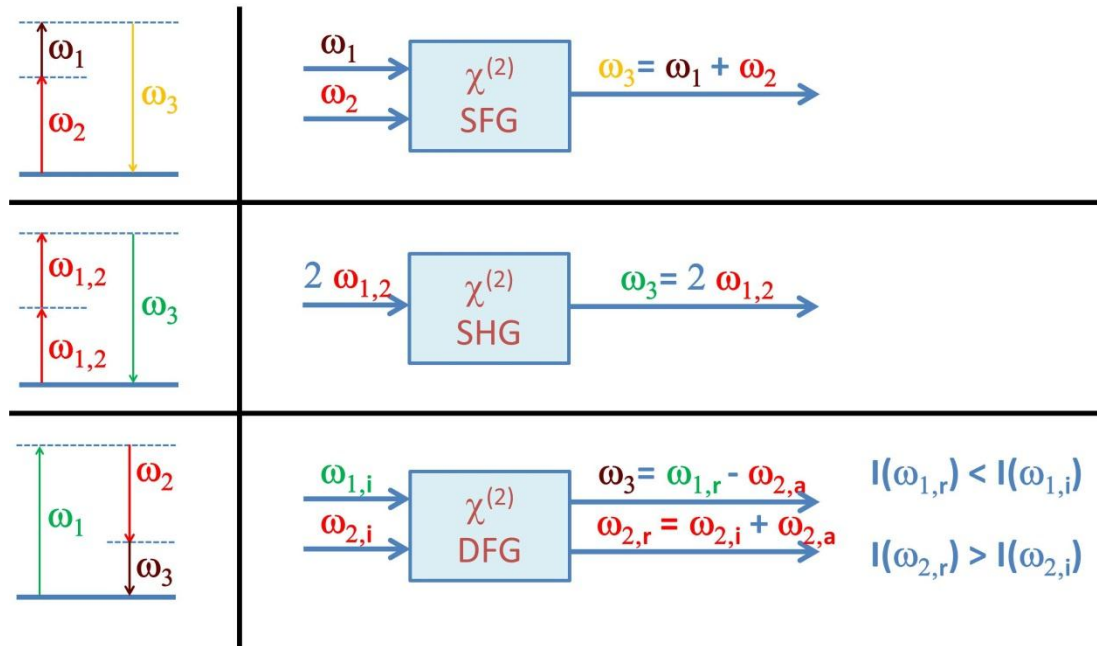 ω₁
ω₂
ω₃
ω₁
ω₂
χ⁽²⁾
SFG
ω₃= ω₁ + ω₂
ω₁,₂
ω₁,₂
ω₃
2 ω₁,₂
χ⁽²⁾
SHG
ω₃= 2 ω₁,₂
ω₁
ω₂
ω₃
ω₁,ᵢ
ω₂,ᵢ
χ⁽²⁾
DFG
ω₃= ω₁,ᵣ - ω₂,ₐ
ω₂,ᵣ = ω₂,ᵢ + ω₂,ₐ
I(ω₁,ᵣ) < I(ω₁,ᵢ)
I(ω₂,ᵣ) > I(ω₂,ᵢ)